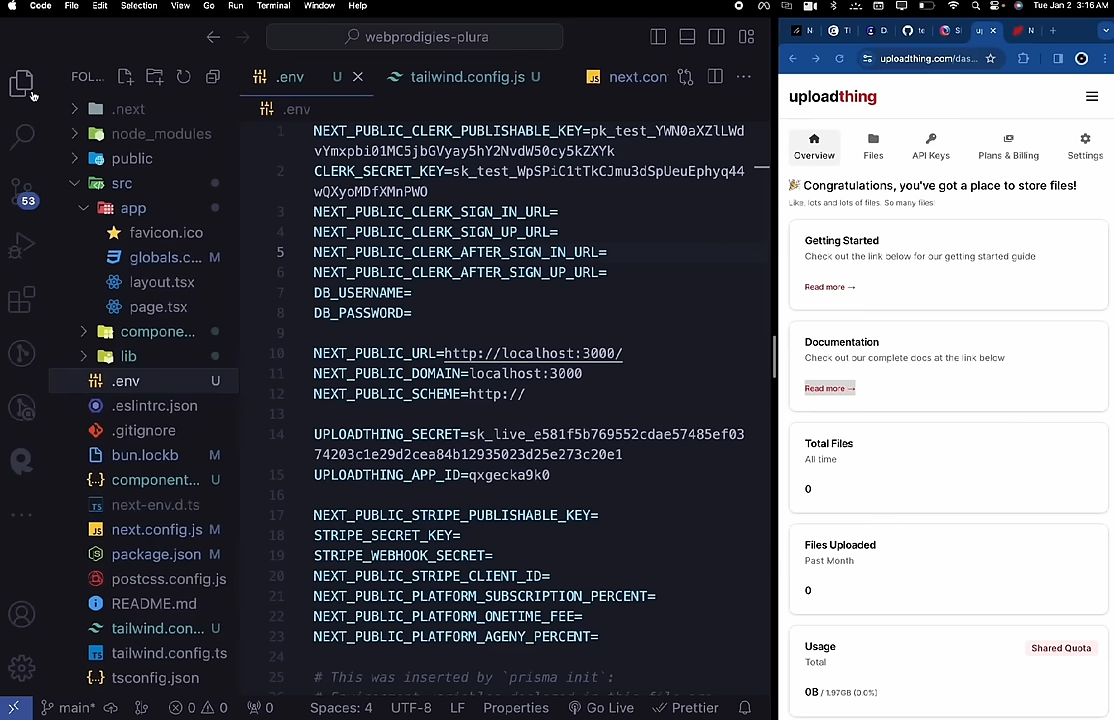 Code File Edit Selection View Go Run Terminal Window Help
Tue Jan 2 3:16 AM
webprodigies-plura
FOL...
.env U
tailwind.config.js U
next.con
.env
.next
node_modules
public
src
app
favicon.ico
globals.c... M
layout.tsx
page.tsx
compone...
lib
.env U
.eslintrc.json
.gitignore
bun.lockb M
component... U
next-env.d.ts
next.config.js M
package.json M
postcss.config.js
README.md
tailwind.con... U
tailwind.config.ts
tsconfig.json
53
1 NEXT_PUBLIC_CLERK_PUBLISHABLE_KEY=pk_test_YWN0aXZlLWd
vYmxpbi01MC5jbGVyay5hY2NvdW50cy5kZXYk
2 CLERK_SECRET_KEY=sk_test_WpSPiC1tTkCJmu3dSpUeuEphyq44
wQXyoMDfXMnPWO
3 NEXT_PUBLIC_CLERK_SIGN_IN_URL=
4 NEXT_PUBLIC_CLERK_SIGN_UP_URL=
5 NEXT_PUBLIC_CLERK_AFTER_SIGN_IN_URL=
6 NEXT_PUBLIC_CLERK_AFTER_SIGN_UP_URL=
7 DB_USERNAME=
8 DB_PASSWORD=
9
10 NEXT_PUBLIC_URL=http://localhost:3000/
11 NEXT_PUBLIC_DOMAIN=localhost:3000
12 NEXT_PUBLIC_SCHEME=http://
13
14 UPLOADTHING_SECRET=sk_live_e581f5b769552cdae57485ef03
74203c1e29d2cea84b12935023d25e273c20e1
15 UPLOADTHING_APP_ID=qxgecka9k0
16
17 NEXT_PUBLIC_STRIPE_PUBLISHABLE_KEY=
18 STRIPE_SECRET_KEY=
19 STRIPE_WEBHOOK_SECRET=
20 NEXT_PUBLIC_STRIPE_CLIENT_ID=
21 NEXT_PUBLIC_PLATFORM_SUBSCRIPTION_PERCENT=
22 NEXT_PUBLIC_PLATFORM_ONETIME_FEE=
23 NEXT_PUBLIC_PLATFORM_AGENY_PERCENT=
24
25 # This was inserted by `prisma init`:
main* 0 0 0 Spaces: 4 UTF-8 LF Properties Go Live Prettier
uploadthing.com/das...
uploadthing
Overview Files API Keys Plans & Billing Settings
🎉 Congratulations, you've got a place to store files!
Like, lots and lots of files. So many files.
Getting Started
Check out the link below for our getting started guide
Read more →
Documentation
Check out our complete docs at the link below
Read more →
Total Files
All time
0
Files Uploaded
Past Month
0
Usage
Shared Quota
Total
0B / 1.97GB (0.0%)